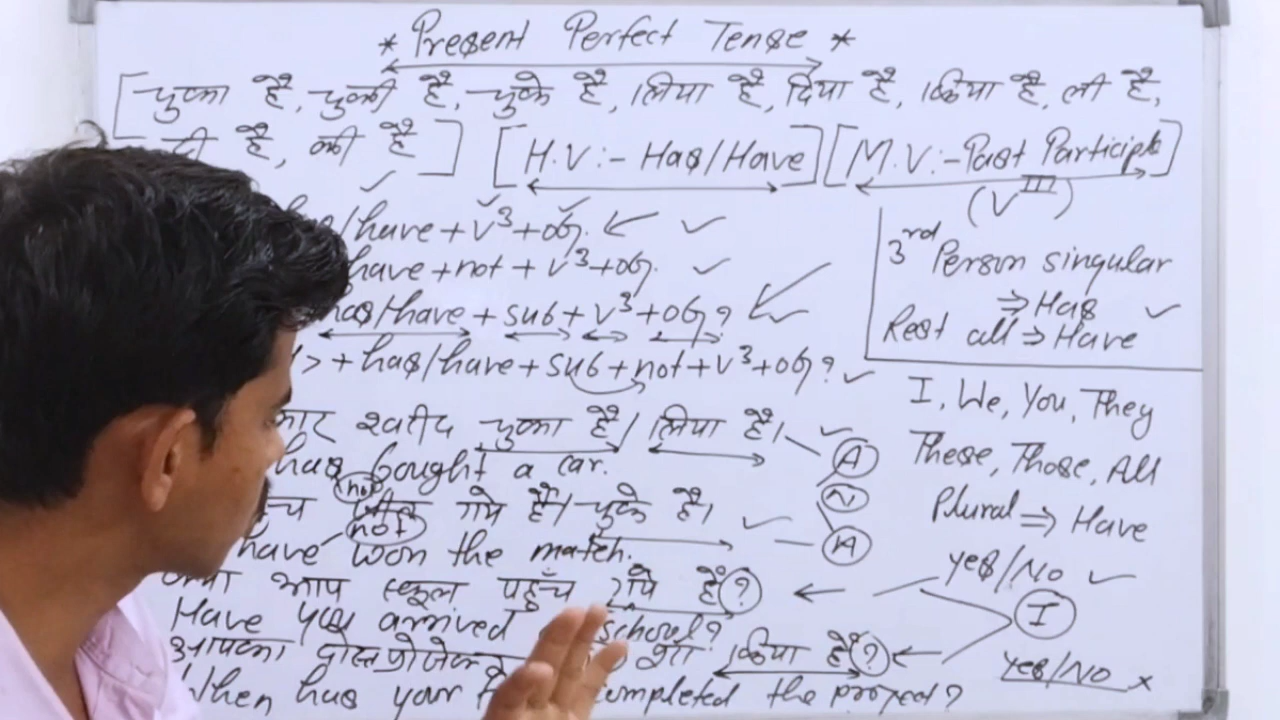 * Present Perfect Tense *
[चुका है, चुकी है, चुके है, लिया है, दिया है, किया है, ली है,
दी है, की है] [H.V:- Has/Have] [M.V:-Past Participle]
(V III)
/have + V³+obj. ✓
have + not + V³+obj. ✓
has/have + sub + V³ + obj?
> + has/have + sub + not + V³ + obj? ✓
3rd Person singular
⇒ Has ✓
Rest all ⇒ Have
कार खरीद चुका है/ लिया है। (A)
has bought a car.
(not)
जीत गये है/ चुके है। (N)
(not)
have won the match. (A)
I, We, You, They
These, Those, All
Plural ⇒ Have
क्या आप स्कूल पहुँच गये हैं?
Have you arrived school?
आपका दोस्त किया है?
When has your completed the project?
Yes/No ✓
(I)
Yes/No ×